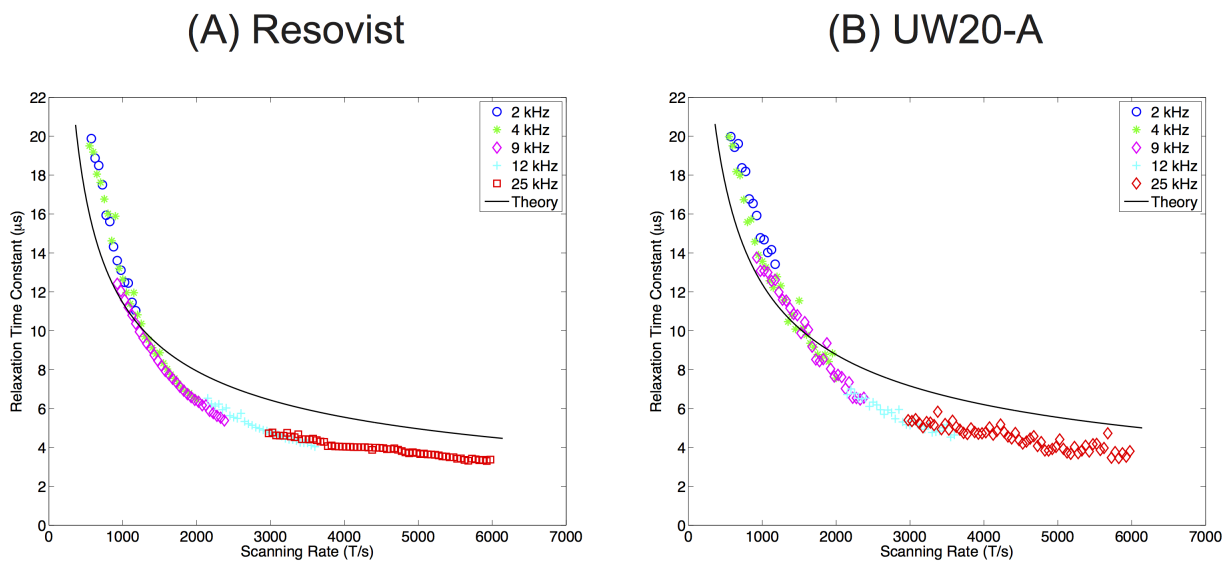 (A) Resovist
(B) UW20-A
22
20
18
16
14
12
10
8
6
4
2
0
Relaxation Time Constant (μs)
2 kHz
4 kHz
9 kHz
12 kHz
25 kHz
Theory
0 1000 2000 3000 4000 5000 6000 7000
Scanning Rate (T/s)
22
20
18
16
14
12
10
8
6
4
2
0
Relaxation Time Constant (μs)
2 kHz
4 kHz
9 kHz
12 kHz
25 kHz
Theory
0 1000 2000 3000 4000 5000 6000 7000
Scanning Rate (T/s)